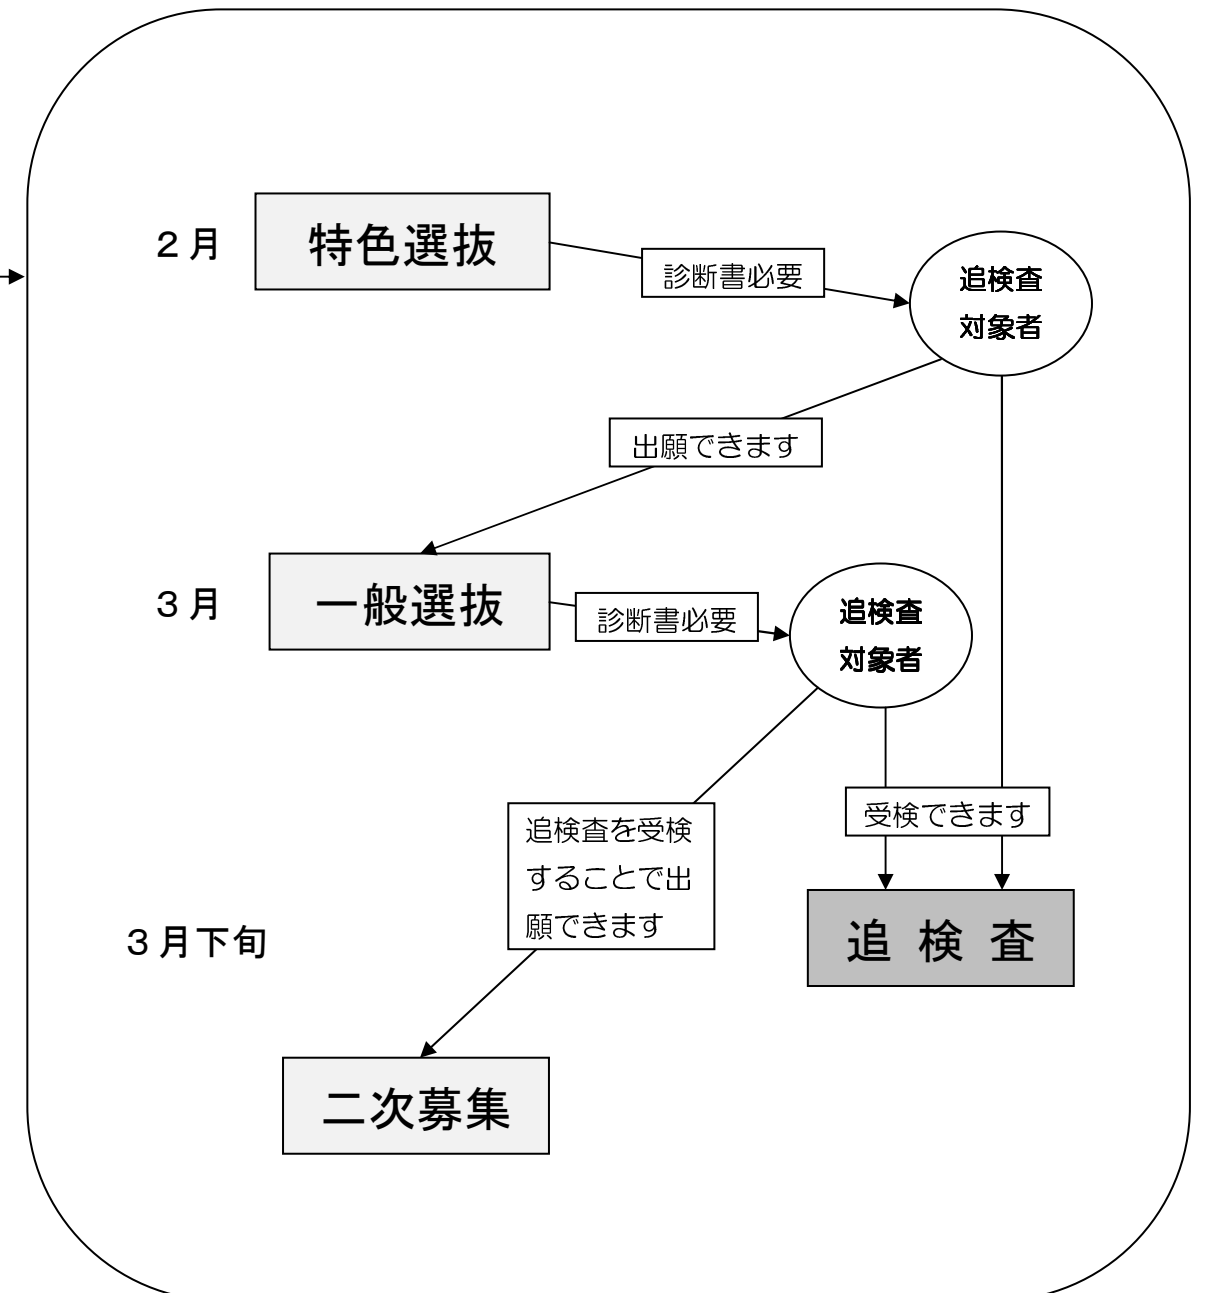 ２月
特色選抜
診断書必要
追検査
対象者
出願できます
３月
一般選抜
診断書必要
追検査
対象者
追検査を受検
することで出
願できます
受検できます
３月下旬
追 検 査
二次募集